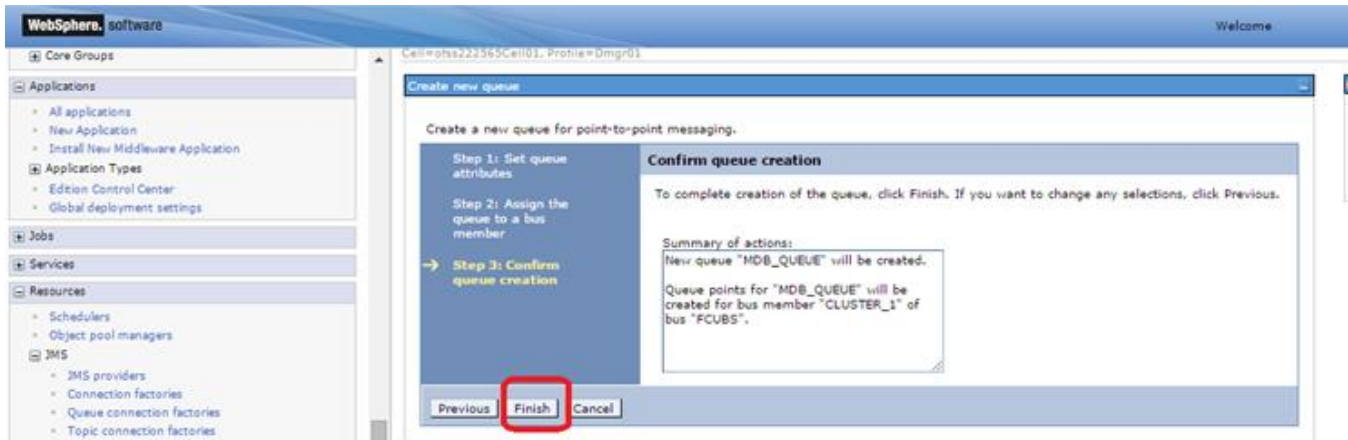 WebSphere. software
Welcome
Core Groups
Cell=ofss222565Cell01, Profile=Dmgr01
Applications
All applications
New Application
Install New Middleware Application
Application Types
Edition Control Center
Global deployment settings
Jobs
Services
Resources
Schedulers
Object pool managers
JMS
JMS providers
Connection factories
Queue connection factories
Topic connection factories
Create new queue
Create a new queue for point-to-point messaging.
Step 1: Set queue
attributes
Step 2: Assign the
queue to a bus
member
Step 3: Confirm
queue creation
Confirm queue creation
To complete creation of the queue, click Finish. If you want to change any selections, click Previous.
Summary of actions:
New queue "MDB_QUEUE" will be created.
Queue points for "MDB_QUEUE" will be
created for bus member "CLUSTER_1" of
bus "FCUBS".
Previous Finish Cancel